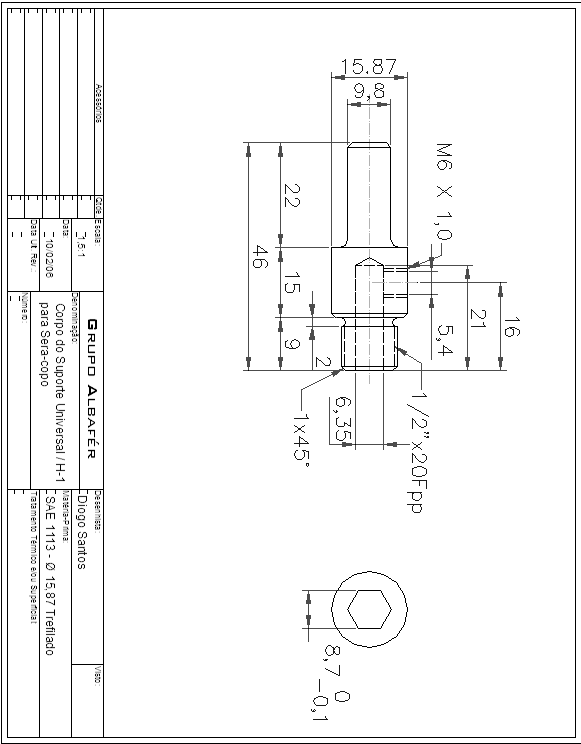 15.87
9,8
M6 X 1,0
22
15
9
46
2
5,4
21
16
1/2"x20Fpp
6,35
1x45°
8,7 0 -0,1
Acessórios
Qtde
Escala:
1,5:1
Data:
10/02/06
Data Ult. Rev.:
GRUPO ALBAFÉR
Denominação:
Corpo do Suporte Universal / H-1
para Serra-copo
Número:
Desenhista:
Diogo Santos
Matéria-Prima:
SAE 1113 - Ø 15,87 Trefilado
Tratamento Térmico e/ou Superficial:
Visto: